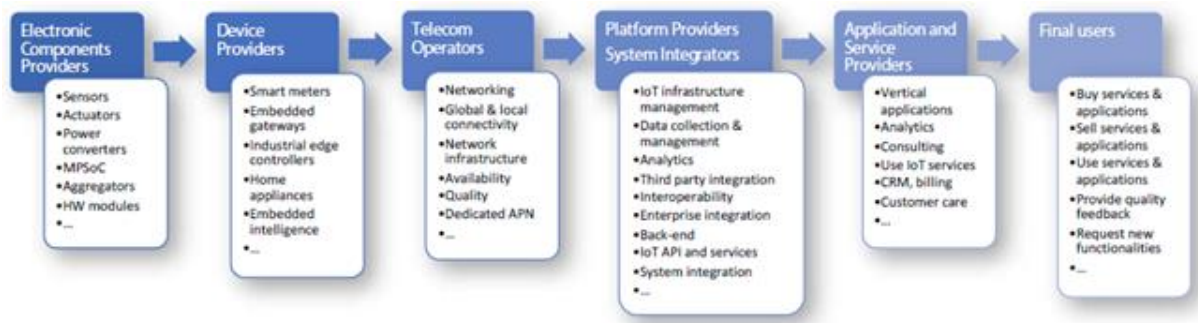 Electronic
Components
Providers
•Sensors
•Actuators
•Power
converters
•MPSoC
•Aggregators
•HW modules
•...
Device
Providers
•Smart meters
•Embedded
gateways
•Industrial edge
controllers
•Home
appliances
•Embedded
intelligence
•...
Telecom
Operators
•Networking
•Global & local
connectivity
•Network
infrastructure
•Availability
•Quality
•Dedicated APN
•...
Platform Providers
System Integrators
•IoT infrastructure
management
•Data collection &
management
•Analytics
•Third party integration
•Interoperability
•Enterprise integration
•Back-end
•IoT API and services
•System integration
•...
Application and
Service
Providers
•Vertical
applications
•Analytics
•Consulting
•Use IoT services
•CRM, billing
•Customer care
•...
Final users
•Buy services &
applications
•Sell services &
applications
•Use services &
applications
•Provide quality
feedback
•Request new
functionalities
•...